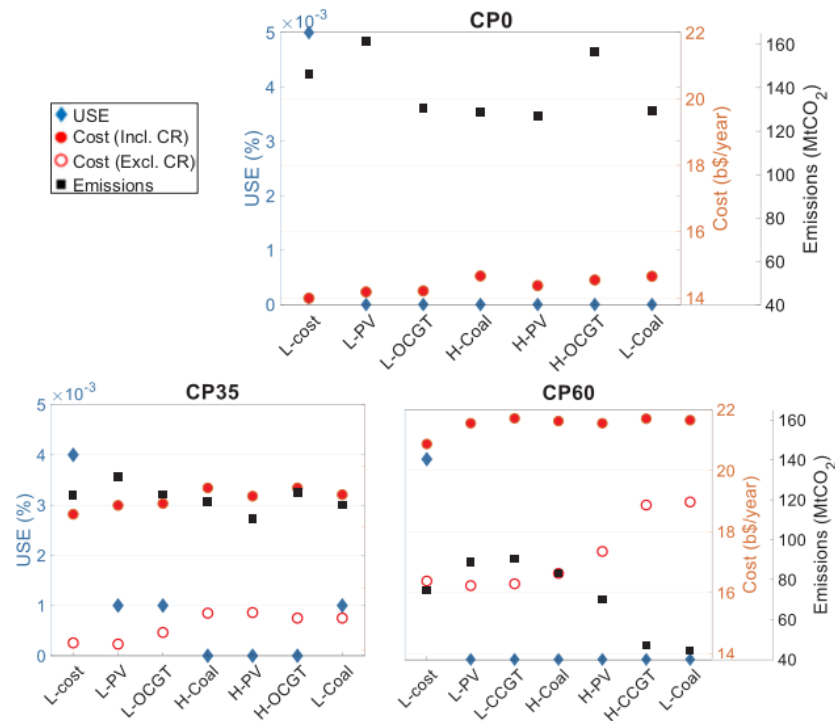 CP0
×10⁻³
5
4
3
2
1
0
USE (%)
22
20
18
16
14
Cost (b$/year)
160
140
120
100
80
60
40
Emissions (MtCO₂)
L-cost
L-PV
L-OCGT
H-Coal
H-PV
H-OCGT
L-Coal
USE
Cost (Incl. CR)
Cost (Excl. CR)
Emissions
CP35
×10⁻³
5
4
3
2
1
0
USE (%)
L-cost
L-PV
L-OCGT
H-Coal
H-PV
H-OCGT
L-Coal
CP60
22
20
18
16
14
Cost (b$/year)
160
140
120
100
80
60
40
Emissions (MtCO₂)
L-cost
L-PV
L-CCGT
H-Coal
H-PV
H-CCGT
L-Coal